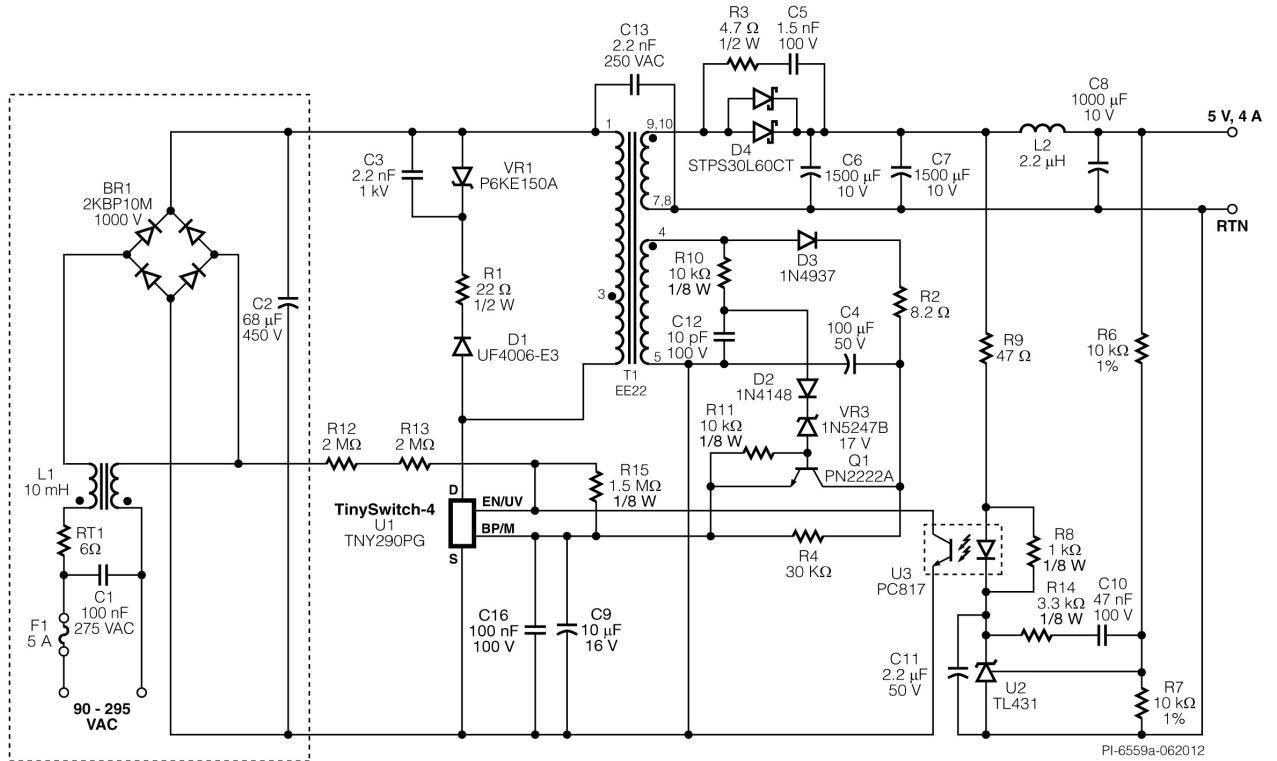 C13
2.2 nF
250 VAC
R3
4.7 Ω
1/2 W
C5
1.5 nF
100 V
C8
1000 µF
10 V
5 V, 4 A
1
9,10
D4
STPS30L60CT
L2
2.2 µH
C3
2.2 nF
1 kV
VR1
P6KE150A
C6
1500 µF
10 V
C7
1500 µF
10 V
BR1
2KBP10M
1000 V
7,8
RTN
4
D3
1N4937
R10
10 kΩ
1/8 W
R1
22 Ω
1/2 W
3
C2
68 µF
450 V
R2
8.2 Ω
C12
10 pF
100 V
C4
100 µF
50 V
R9
47 Ω
R6
10 kΩ
1%
D1
UF4006-E3
5
T1
EE22
D2
1N4148
VR3
1N5247B
17 V
R11
10 kΩ
1/8 W
Q1
PN2222A
R12
2 MΩ
R13
2 MΩ
L1
10 mH
R15
1.5 MΩ
1/8 W
D
EN/UV
TinySwitch-4
U1
TNY290PG
BP/M
S
RT1
6Ω
R4
30 KΩ
U3
PC817
R8
1 kΩ
1/8 W
R14
3.3 kΩ
1/8 W
C10
47 nF
100 V
C1
100 nF
275 VAC
F1
5 A
C16
100 nF
100 V
C9
10 µF
16 V
C11
2.2 µF
50 V
U2
TL431
R7
10 kΩ
1%
90 - 295
VAC
PI-6559a-062012